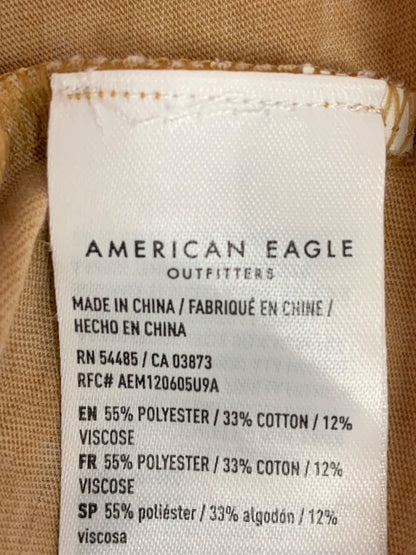 AMERICAN EAGLE
OUTFITTERS
MADE IN CHINA / FABRIQUÉ EN CHINE /
HECHO EN CHINA
RN 54485 / CA 03873
RFC# AEM120605U9A
EN 55% POLYESTER / 33% COTTON / 12%
VISCOSE
FR 55% POLYESTER / 33% COTON / 12%
VISCOSE
SP 55% poliéster / 33% algodón / 12%
viscosa